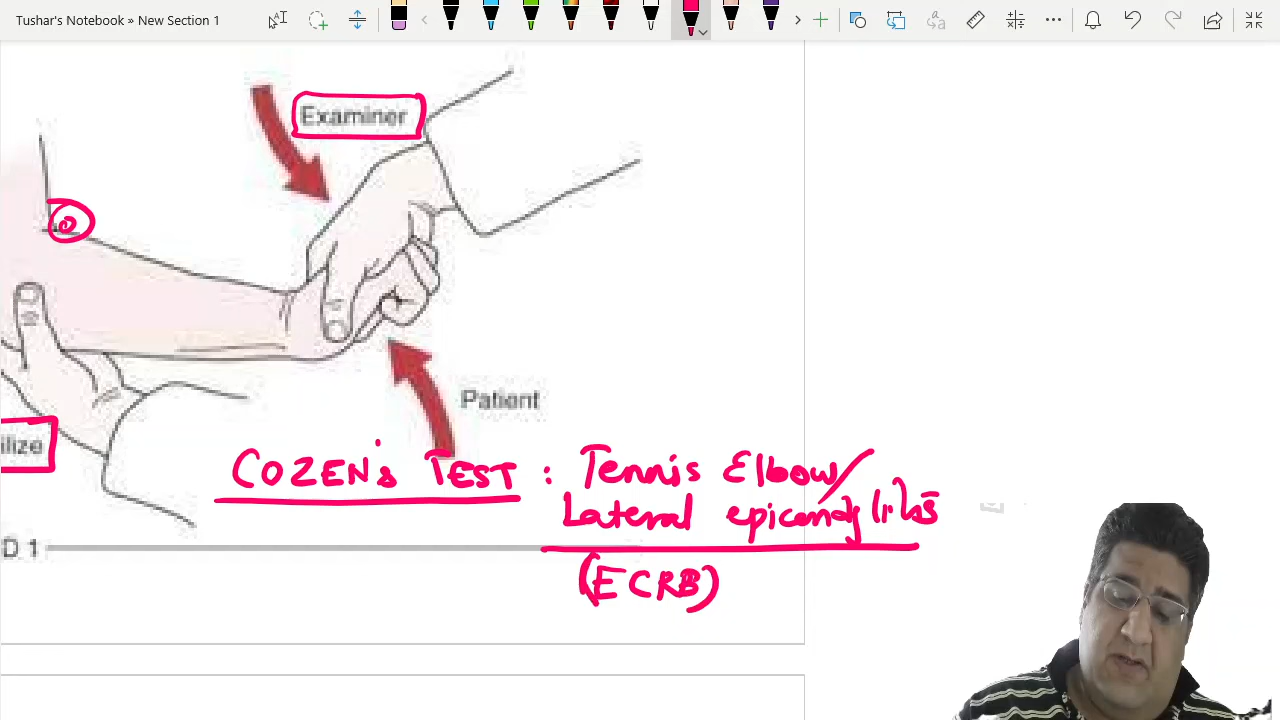 Tushar's Notebook » New Section 1
Examiner
Patient
ilize
COZEN's TEST : Tennis Elbow/
Lateral epicondylitis
D 1
(ECRB)